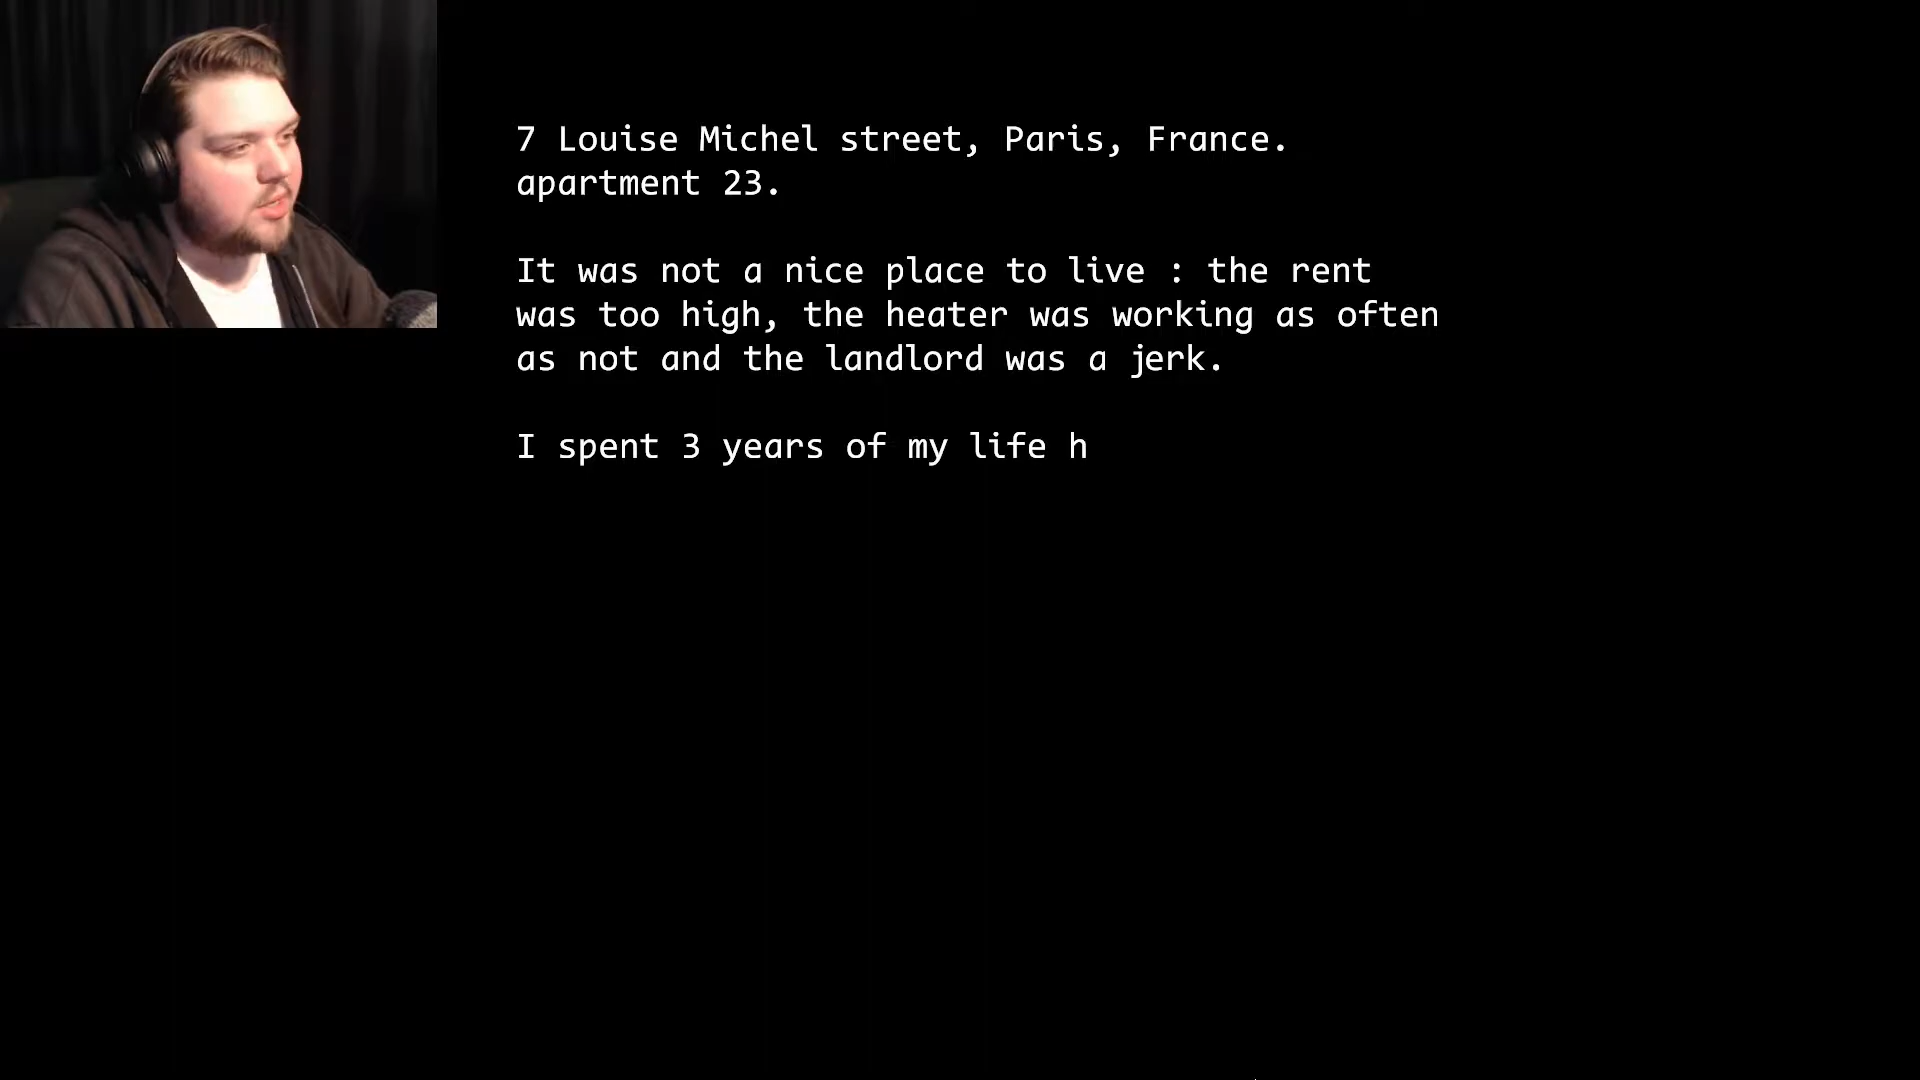 7 Louise Michel street, Paris, France.
apartment 23.
It was not a nice place to live : the rent
was too high, the heater was working as often
as not and the landlord was a jerk.
I spent 3 years of my life h